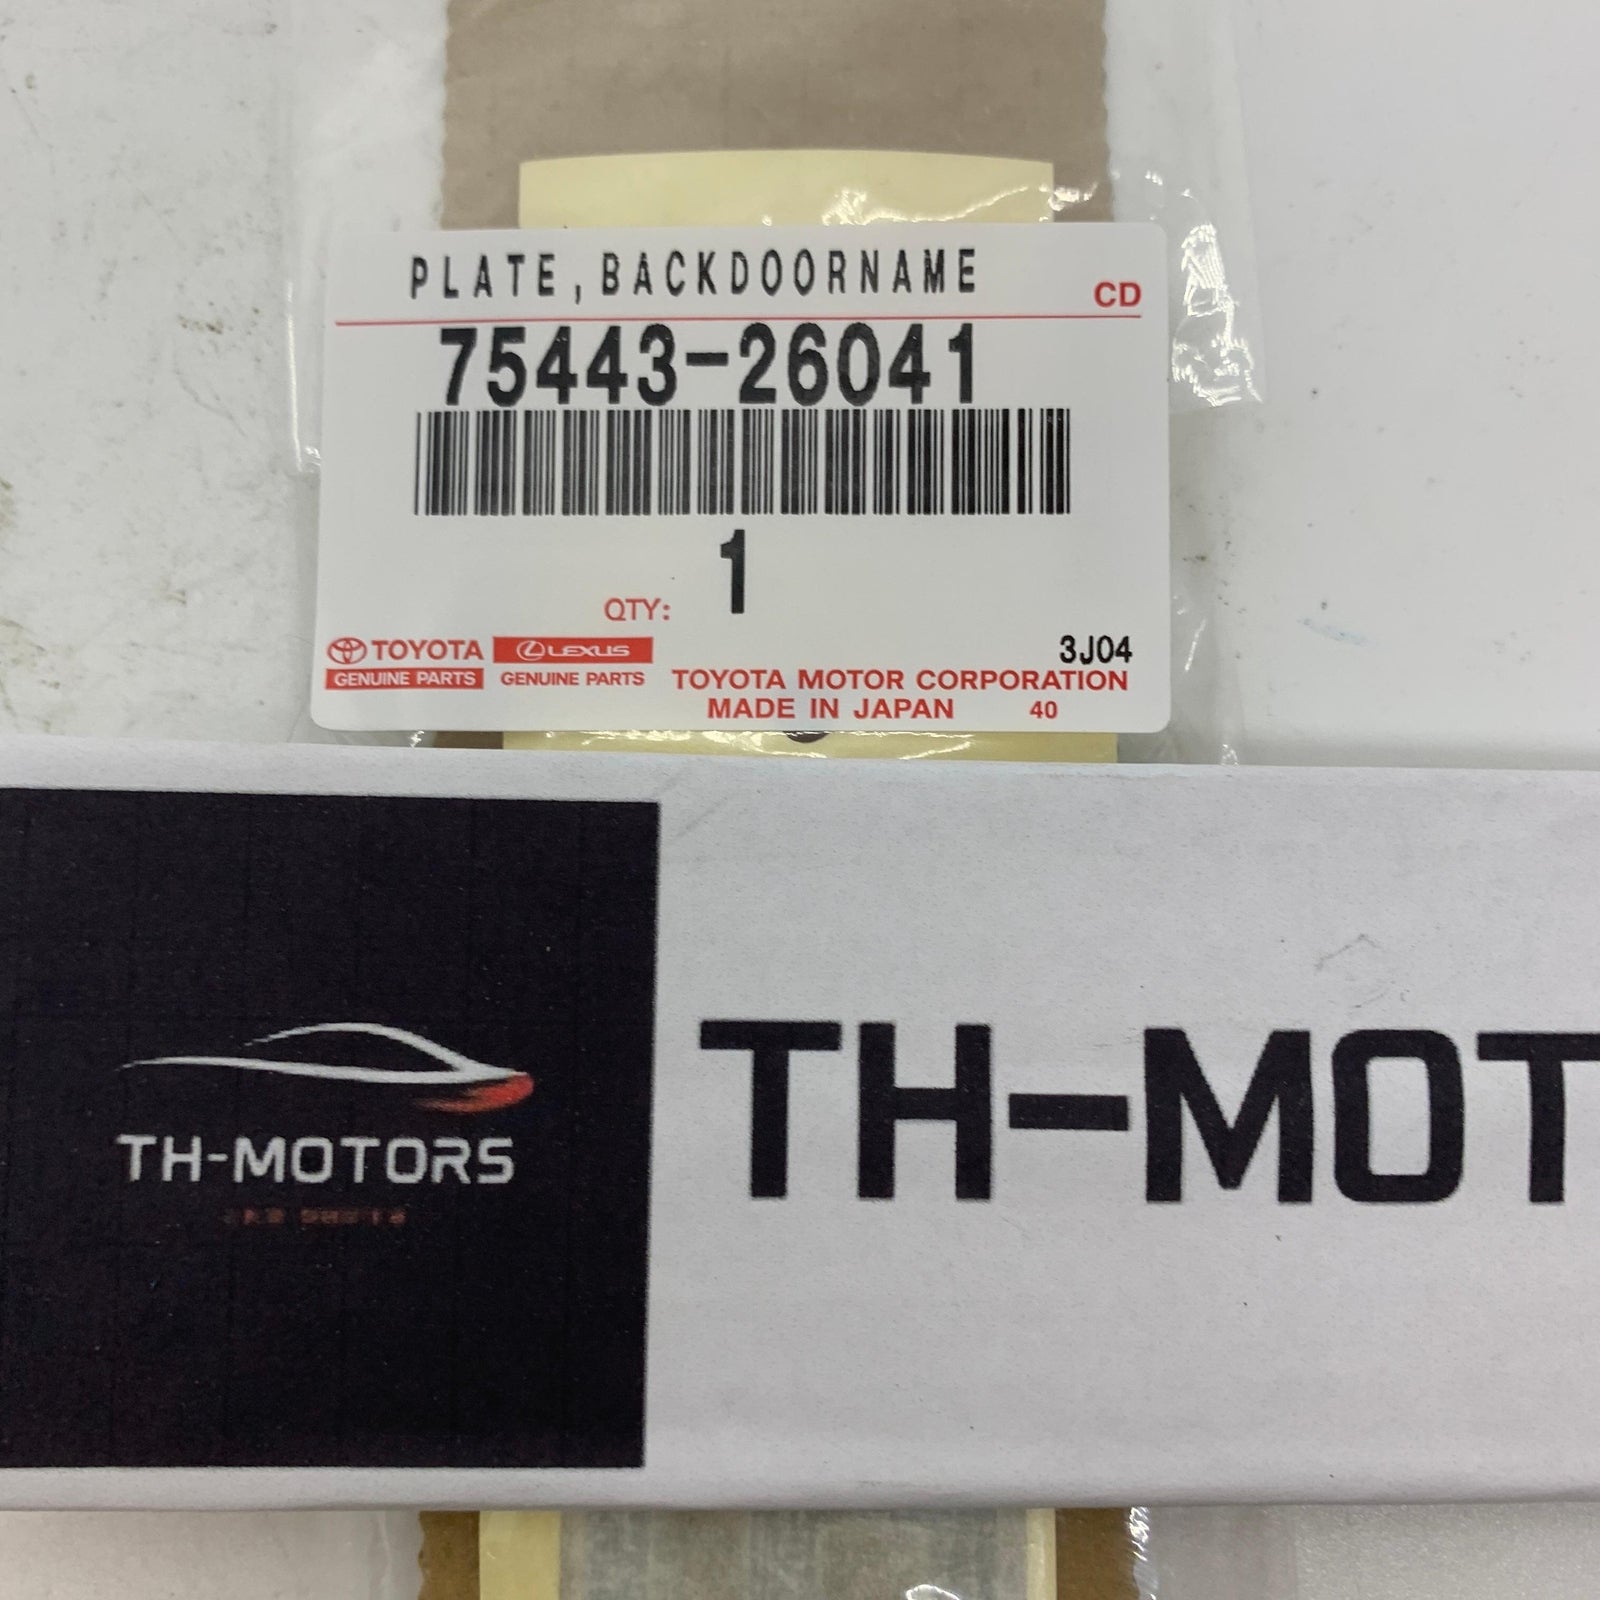 PLATE,BACKDOORNAME
CD
75443-26041
1
QTY:
TOYOTA LEXUS 3J04
GENUINE PARTS GENUINE PARTS TOYOTA MOTOR CORPORATION
MADE IN JAPAN 40
TH-MOT
TH-MOTORS